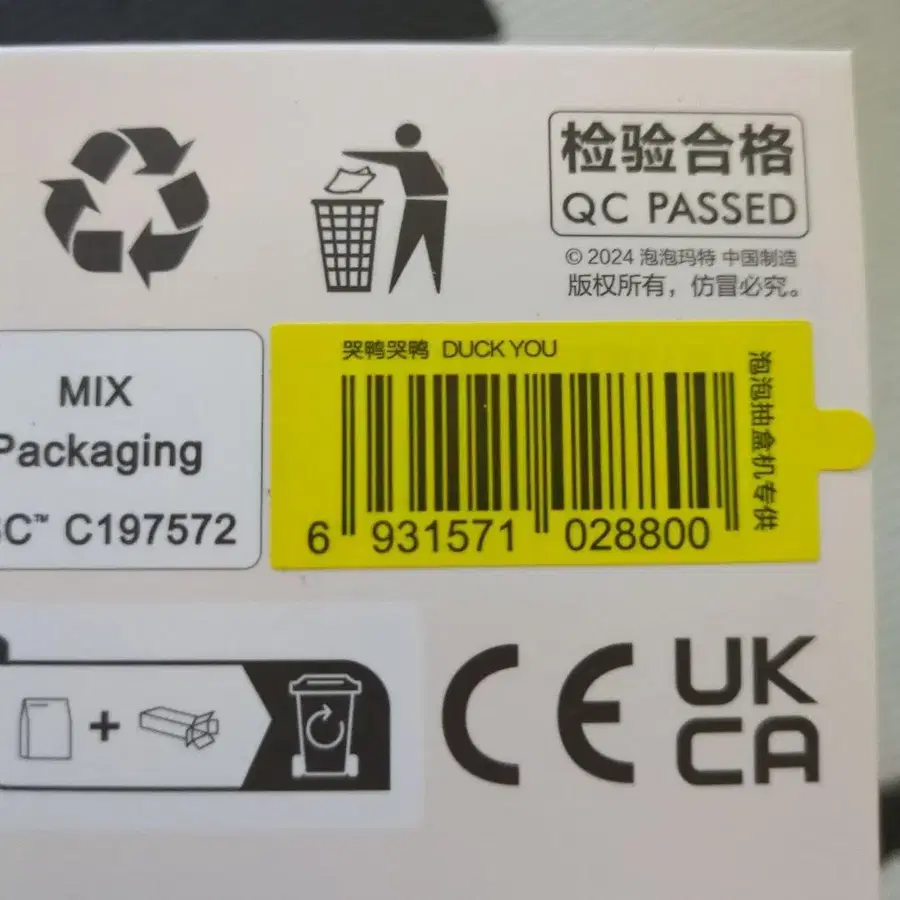 检验合格
QC PASSED
© 2024 泡泡玛特 中国制造
版权所有，仿冒必究。
MIX
Packaging
C™ C197572
哭鸭哭鸭 DUCK YOU
6 931571 028800
泡泡抽盒机专供
CE
UK
CA